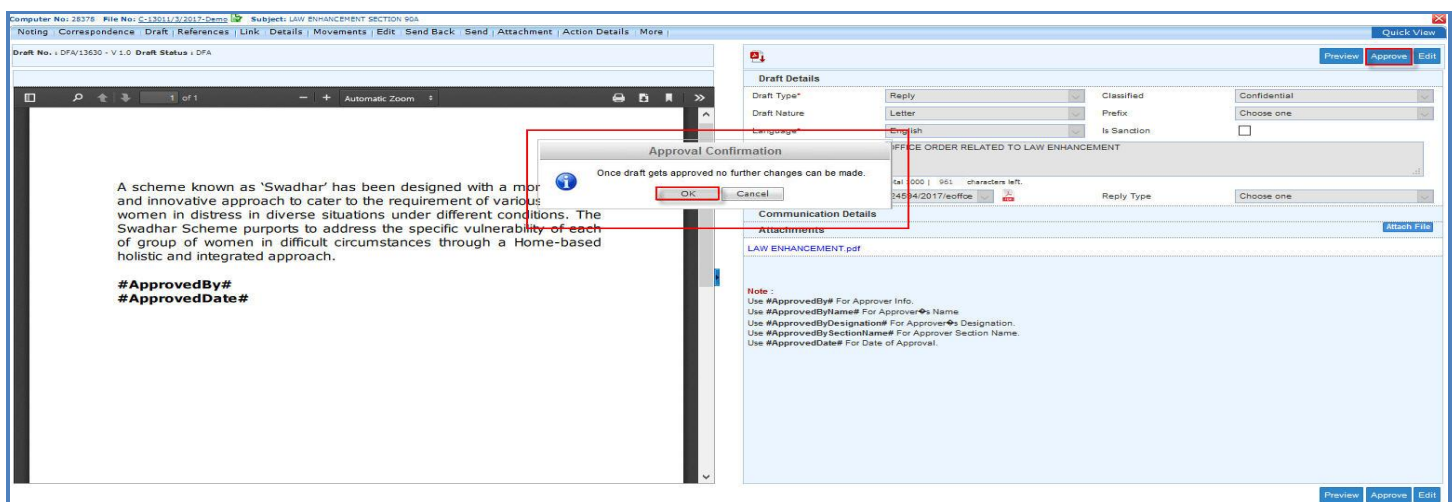 Computer No: 28378 File No: C-13011/3/2017-Demo Subject: LAW ENHANCEMENT SECTION 90A
Noting | Correspondence | Draft | References | Link | Details | Movements | Edit | Send Back | Send | Attachment | Action Details | More |
Quick View
Draft No. : DFA/13630 - V 1.0 Draft Status : DFA
Preview Approve Edit
1 of 1 Automatic Zoom
A scheme known as 'Swadhar' has been designed with a
and innovative approach to cater to the requirement of various
women in distress in diverse situations under different conditions. The
Swadhar Scheme purports to address the specific vulnerability of each
of group of women in difficult circumstances through a Home-based
holistic and integrated approach.
#ApprovedBy#
#ApprovedDate#
Draft Details
Draft Type* Reply Classified Confidential
Draft Nature Letter Prefix Choose one
Language* English Is Sanction
OFFICE ORDER RELATED TO LAW ENHANCEMENT
Approval Confirmation
Once draft gets approved no further changes can be made.
OK Cancel
1000 | 961 characters left.
24594/2017/eoffce Reply Type Choose one
Communication Details
Attachments Attach File
LAW ENHANCEMENT.pdf
Note :
Use #ApprovedBy# For Approver Info.
Use #ApprovedByName# For Approver�s Name
Use #ApprovedByDesignation# For Approver�s Designation.
Use #ApprovedBySectionName# For Approver Section Name.
Use #ApprovedDate# For Date of Approval.
Preview Approve Edit